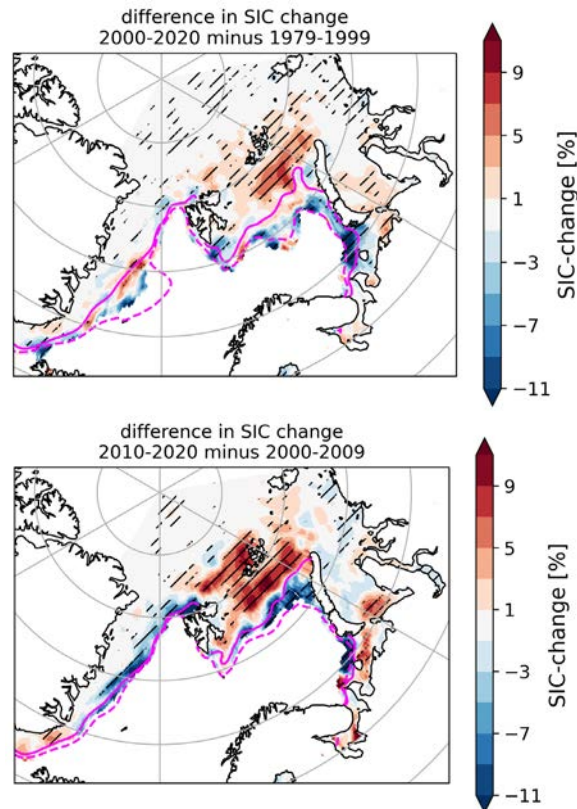 difference in SIC change
2000-2020 minus 1979-1999
9
5
1
−3
−7
−11
SIC-change [%]
difference in SIC change
2010-2020 minus 2000-2009
9
5
1
−3
−7
−11
SIC-change [%]